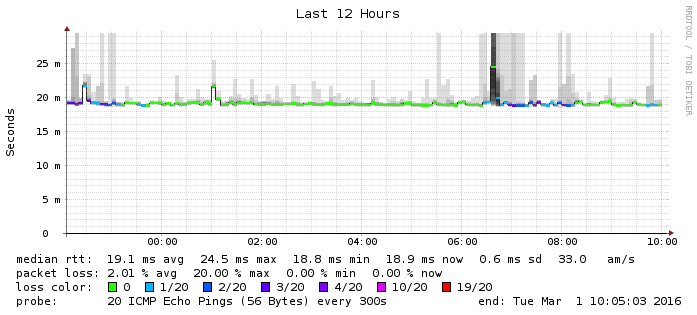 Last 12 Hours
RRDTOOL / TOBI OETIKER
Seconds
25 m
20 m
15 m
10 m
5 m
0
00:00 02:00 04:00 06:00 08:00 10:00
median rtt: 19.1 ms avg 24.5 ms max 18.8 ms min 18.9 ms now 0.6 ms sd 33.0 am/s
packet loss: 2.01 % avg 20.00 % max 0.00 % min 0.00 % now
loss color: 0 1/20 2/20 3/20 4/20 10/20 19/20
probe: 20 ICMP Echo Pings (56 Bytes) every 300s end: Tue Mar 1 10:05:03 2016